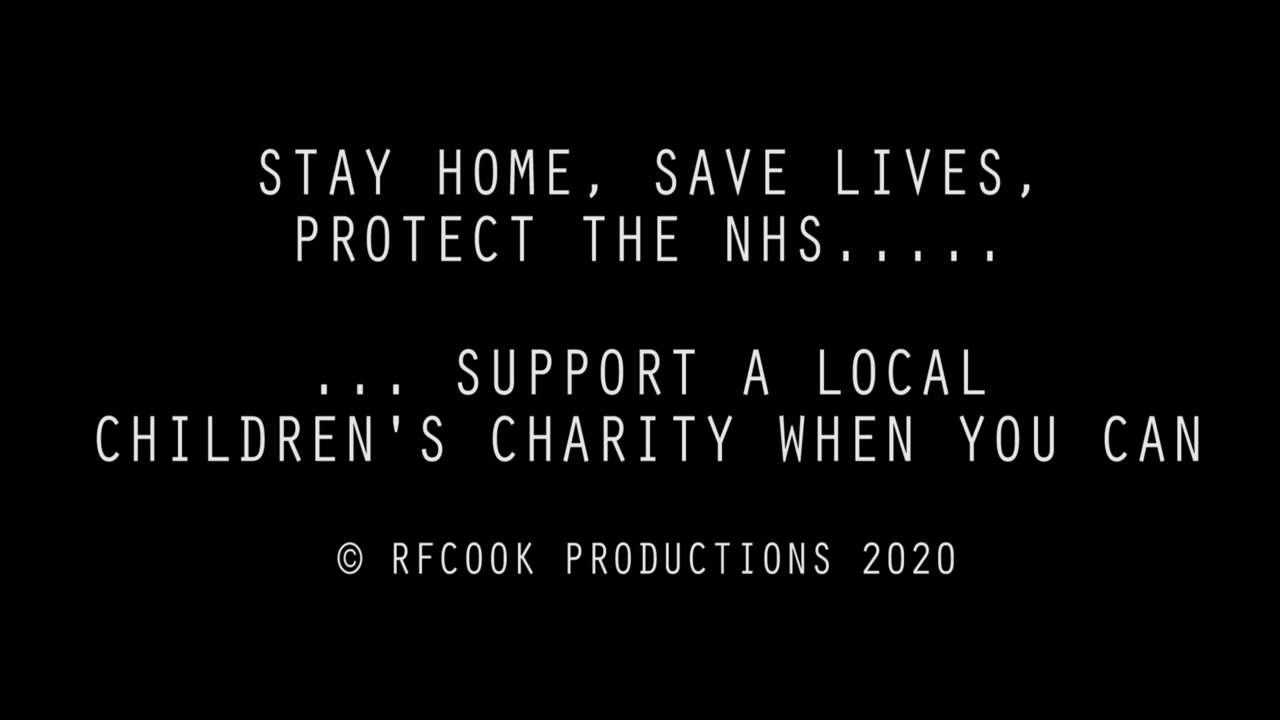 STAY HOME, SAVE LIVES,
PROTECT THE NHS.....
... SUPPORT A LOCAL
CHILDREN'S CHARITY WHEN YOU CAN
© RFCOOK PRODUCTIONS 2020